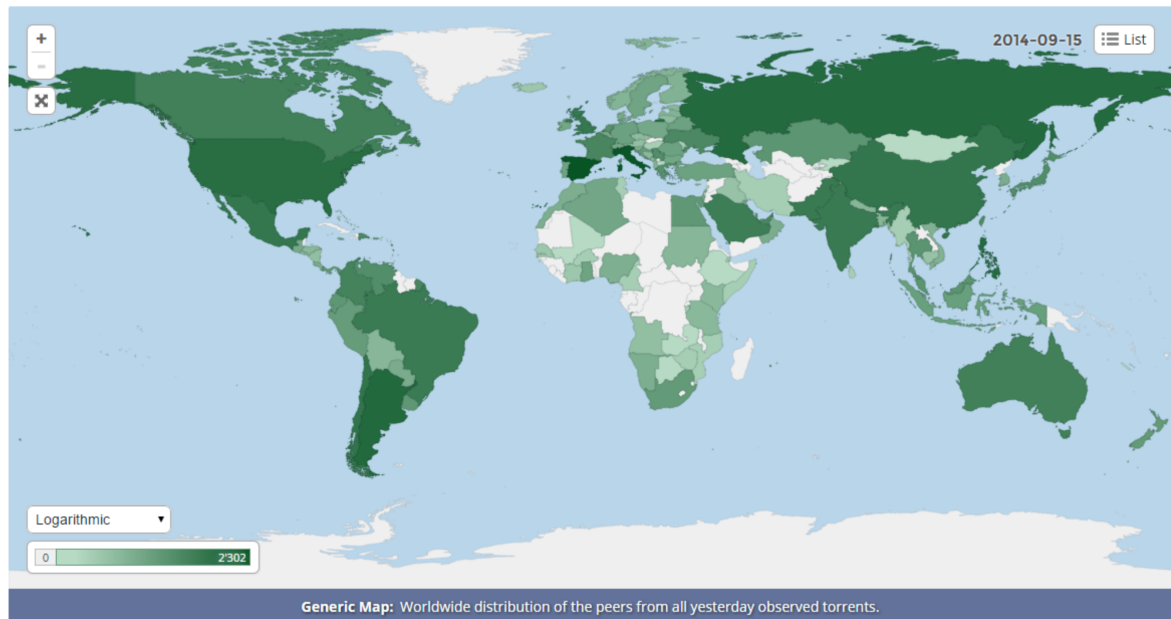 +
2014-09-15
List
-
Logarithmic
0
2'302
Generic Map: Worldwide distribution of the peers from all yesterday observed torrents.